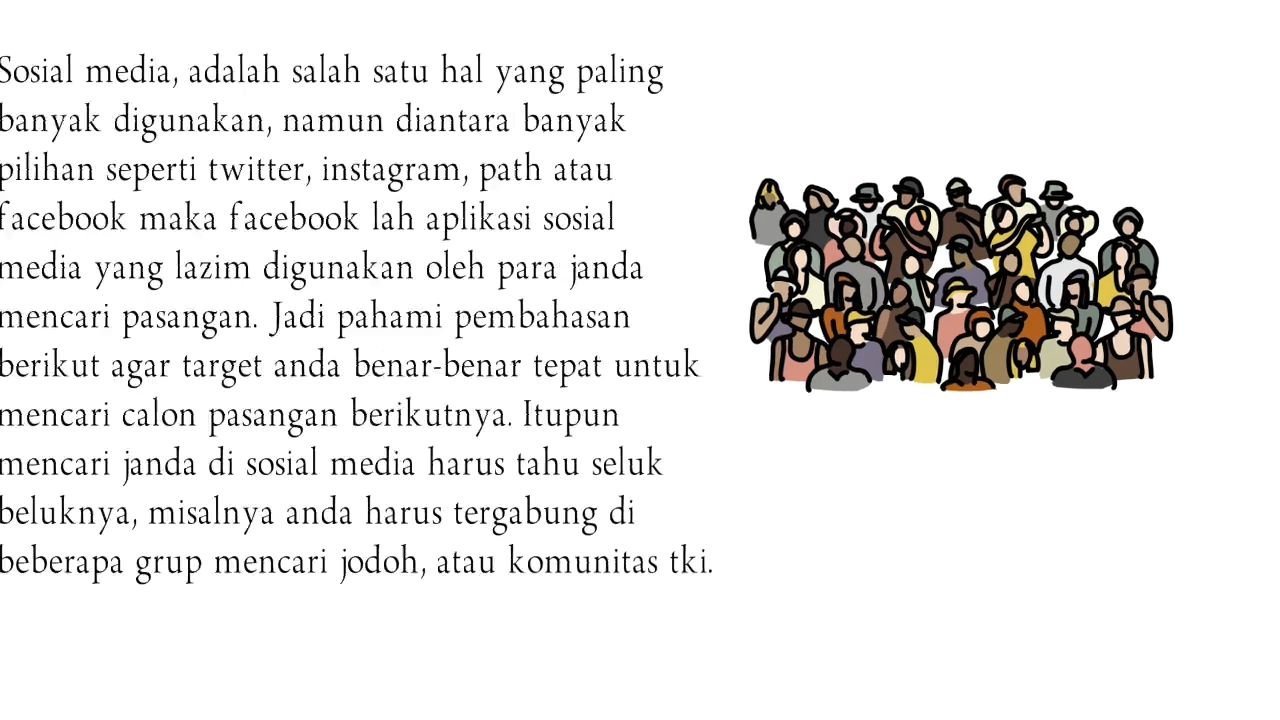 Sosial media, adalah salah satu hal yang paling
banyak digunakan, namun diantara banyak
pilihan seperti twitter, instagram, path atau
facebook maka facebook lah aplikasi sosial
media yang lazim digunakan oleh para janda
mencari pasangan. Jadi pahami pembahasan
berikut agar target anda benar-benar tepat untuk
mencari calon pasangan berikutnya. Itupun
mencari janda di sosial media harus tahu seluk
beluknya, misalnya anda harus tergabung di
beberapa grup mencari jodoh, atau komunitas tki.